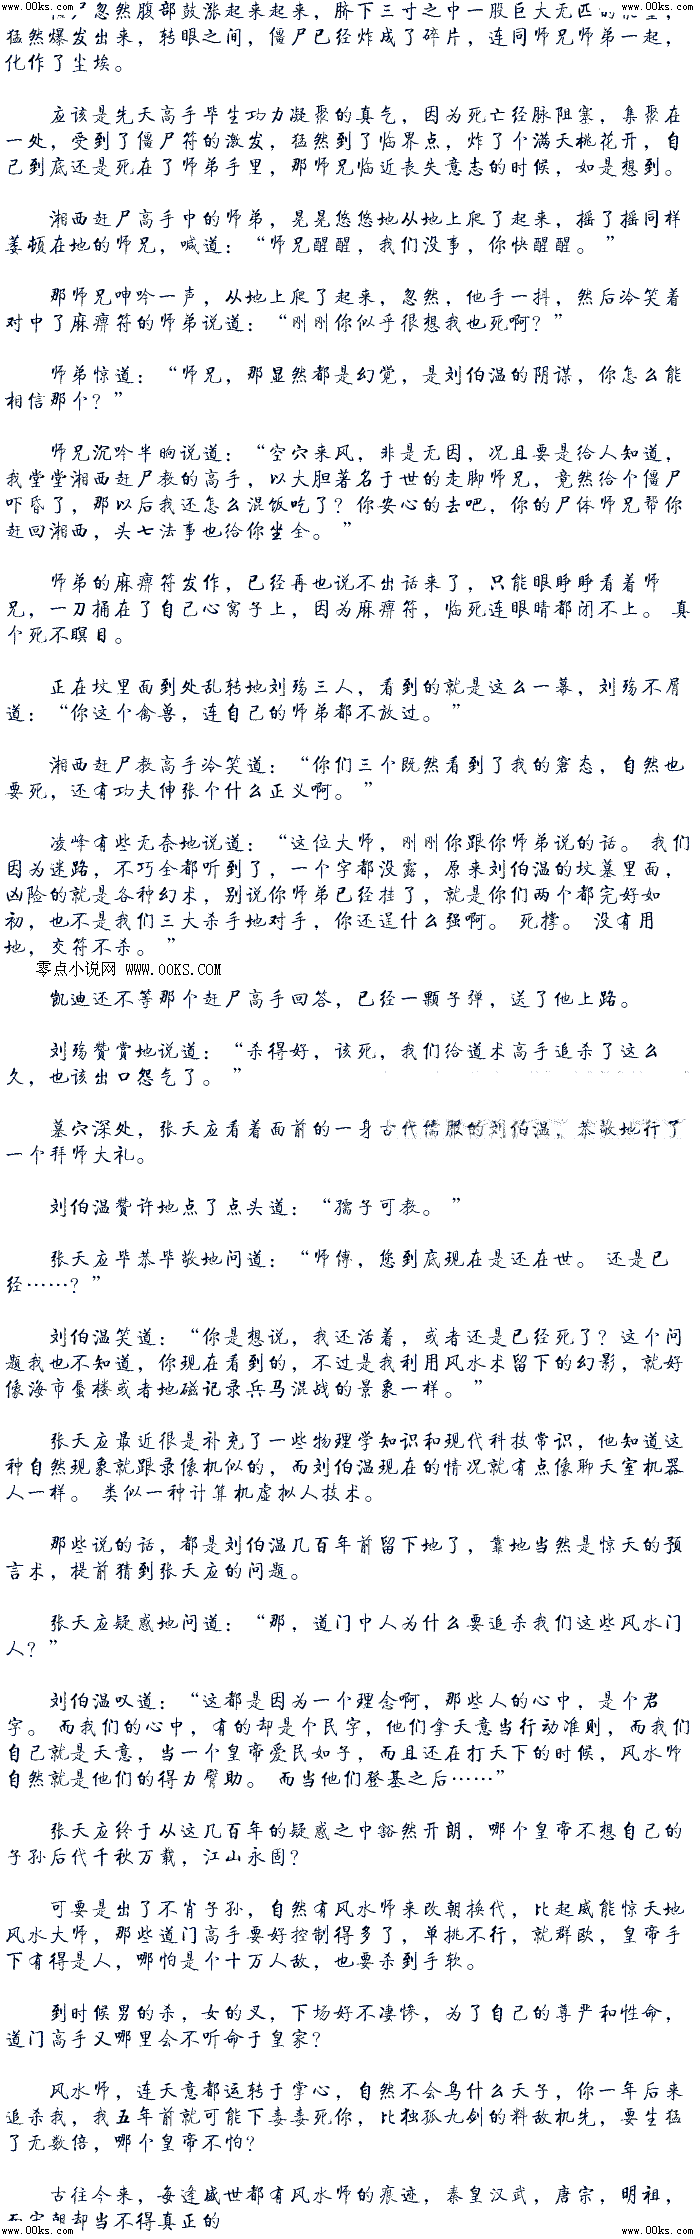 www.00ks.com www.00ks.com
僵尸忽然腹部鼓涨起来起来，脐下三寸之中一股巨大无匹的
猛然爆发出来，转眼之间，僵尸已经炸成了碎片，连同师兄师弟一起，
化作了尘埃。
应该是先天高手毕生功力凝聚的真气，因为死亡经脉阻塞，集聚在
一处，受到了僵尸符的激发，猛然到了临界点，炸了个满天桃花开，自
己到底还是死在了师弟手里，那师兄临近丧失意志的时候，如是想到。
湘西赶尸高手中的师弟，晃晃悠悠地从地上爬了起来，摇了摇同样
萎顿在地的师兄，喊道：“师兄醒醒，我们没事，你快醒醒。”
那师兄呻吟一声，从地上爬了起来，忽然，他手一抖，然后冷笑着
对中了麻痹符的师弟说道：“刚刚你似乎很想我也死啊？”
师弟惊道：“师兄，那显然都是幻觉，是刘伯温的阴谋，你怎么能
相信那个？”
师兄沉吟半晌说道：“空穴来风，非是无因，况且要是给人知道，
我堂堂湘西赶尸教的高手，以大胆著名于世的走脚师兄，竟然给个僵尸
吓昏了，那以后我还怎么混饭吃了？你安心的去吧，你的尸体师兄帮你
赶回湘西，头七法事也给你坐全。”
师弟的麻痹符发作，已经再也说不出话来了，只能眼睁睁看着师
兄，一刀捅在了自己心窝子上，因为麻痹符，临死连眼睛都闭不上。 真
个死不瞑目。
正在坟里面到处乱转地刘殇三人，看到的就是这么一幕，刘殇不屑
道：“你这个禽兽，连自己的师弟都不放过。”
湘西赶尸教高手冷笑道：“你们三个既然看到了我的窘态，自然也
要死，还有功夫伸张个什么正义啊。”
凌峰有些无奈地说道：“这位大师，刚刚你跟你师弟说的话。 我们
因为迷路，不巧全都听到了，一个字都没露，原来刘伯温的坟墓里面，
凶险的就是各种幻术，别说你师弟已经挂了，就是你们两个都完好如
初，也不是我们三大杀手地对手，你还逞什么强啊。 死撑。 没有用
地，交符不杀。”
零点小说网 www.00KS.COM
凯迪还不等那个赶尸高手回答，已经一颗子弹，送了他上路。
刘殇赞赏地说道：“杀得好，该死，我们给道术高手追杀了这么
久，也该出口怨气了。”
墓穴深处，张天应看着面前的一身古代儒服的刘伯温，恭敬地行了
一个拜师大礼。
刘伯温赞许地点了点头道：“孺子可教。”
张天应毕恭毕敬地问道：“师傅，您到底现在是还在世。 还是已
经……？”
刘伯温笑道：“你是想说，我还活着，或者还是已经死了？这个问
题我也不知道，你现在看到的，不过是我利用风水术留下的幻影，就好
像海市蜃楼或者地磁记录兵马混战的景象一样。”
张天应最近很是补充了一些物理学知识和现代科技常识，他知道这
种自然现象就跟录像机似的，而刘伯温现在的情况就有点像聊天室机器
人一样。 类似一种计算机虚拟人技术。
那些说的话，都是刘伯温几百年前留下地了，靠地当然是惊天的预
言术，提前猜到张天应的问题。
张天应疑惑地问道：“那，道门中人为什么要追杀我们这些风水门
人？”
刘伯温叹道：“这都是因为一个理念啊，那些人的心中，是个君
字。 而我们的心中，有的却是个民字，他们拿天意当行动准则，而我们
自己就是天意，当一个皇帝爱民如子，而且还在打天下的时候，风水师
自然就是他们的得力臂助。 而当他们登基之后……”
张天应终于从这几百年的疑惑之中豁然开朗，哪个皇帝不想自己的
子孙后代千秋万载，江山永固？
可要是出了不肖子孙，自然有风水师来改朝换代，比起威能惊天地
风水大师，那些道门高手要好控制得多了，单挑不行，就群欧，皇帝手
下有得是人，哪怕是个十万人敌，也要杀到手软。
到时候男的杀，女的叉，下场好不凄惨，为了自己的尊严和性命，
道门高手又哪里会不听命于皇家？
风水师，连天意都运转于掌心，自然不会鸟什么天子，你一年后来
追杀我，我五年前就可能下毒毒死你，比独孤九剑的料敌机先，要生猛
了无数倍，哪个皇帝不怕？
古往今来，每逢盛世都有风水师的痕迹，秦皇汉武，唐宗，明祖，
宋朝却当不得真正的
www.00ks.com www.00ks.com